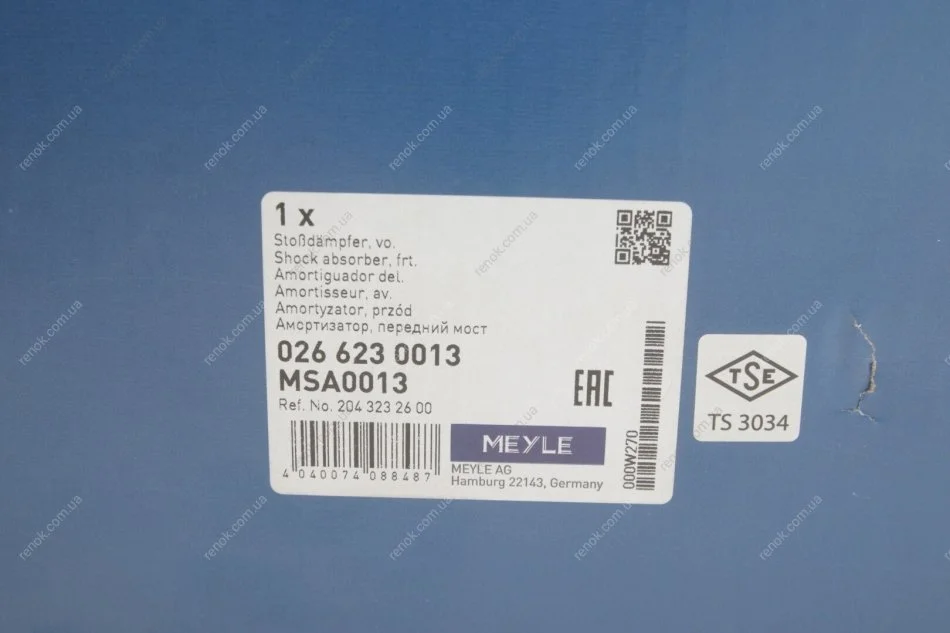 1 x
Stoßdämpfer, vo.
Shock absorber, frt.
Amortiguador del.
Amortisseur, av.
Amortyzator, przód
Амортизатор, передний мост
026 623 0013
MSA0013
Ref. No. 204 323 26 00
4 040074 088487
MEYLE
MEYLE AG
Hamburg 22143, Germany
EAC
000W270
TSE
TS 3034
renok.com.ua